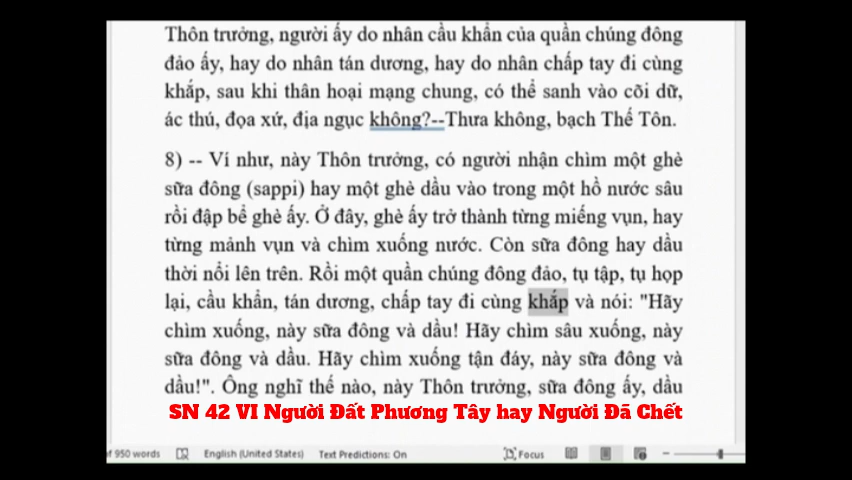 Thôn trưởng, người ấy do nhân cầu khẩn của quần chúng đông
đảo ấy, hay do nhân tán dương, hay do nhân chấp tay đi cùng
khắp, sau khi thân hoại mạng chung, có thể sanh vào cõi dữ,
ác thú, đọa xứ, địa ngục không?--Thưa không, bạch Thế Tôn.
8) -- Ví như, này Thôn trưởng, có người nhận chìm một ghè
sữa đông (sappi) hay một ghè dầu vào trong một hồ nước sâu
rồi đập bể ghè ấy. Ở đây, ghè ấy trở thành từng miếng vụn, hay
từng mảnh vụn và chìm xuống nước. Còn sữa đông hay dầu
thời nổi lên trên. Rồi một quần chúng đông đảo, tụ tập, tụ họp
lại, cầu khẩn, tán dương, chấp tay đi cùng khắp và nói: "Hãy
chìm xuống, này sữa đông và dầu! Hãy chìm sâu xuống, này
sữa đông và dầu. Hãy chìm xuống tận đáy, này sữa đông và
dầu!". Ông nghĩ thế nào, này Thôn trưởng, sữa đông ấy, dầu
SN 42 VI Người Đất Phương Tây hay Người Đã Chết
of 950 words English (United States) Text Predictions: On Focus